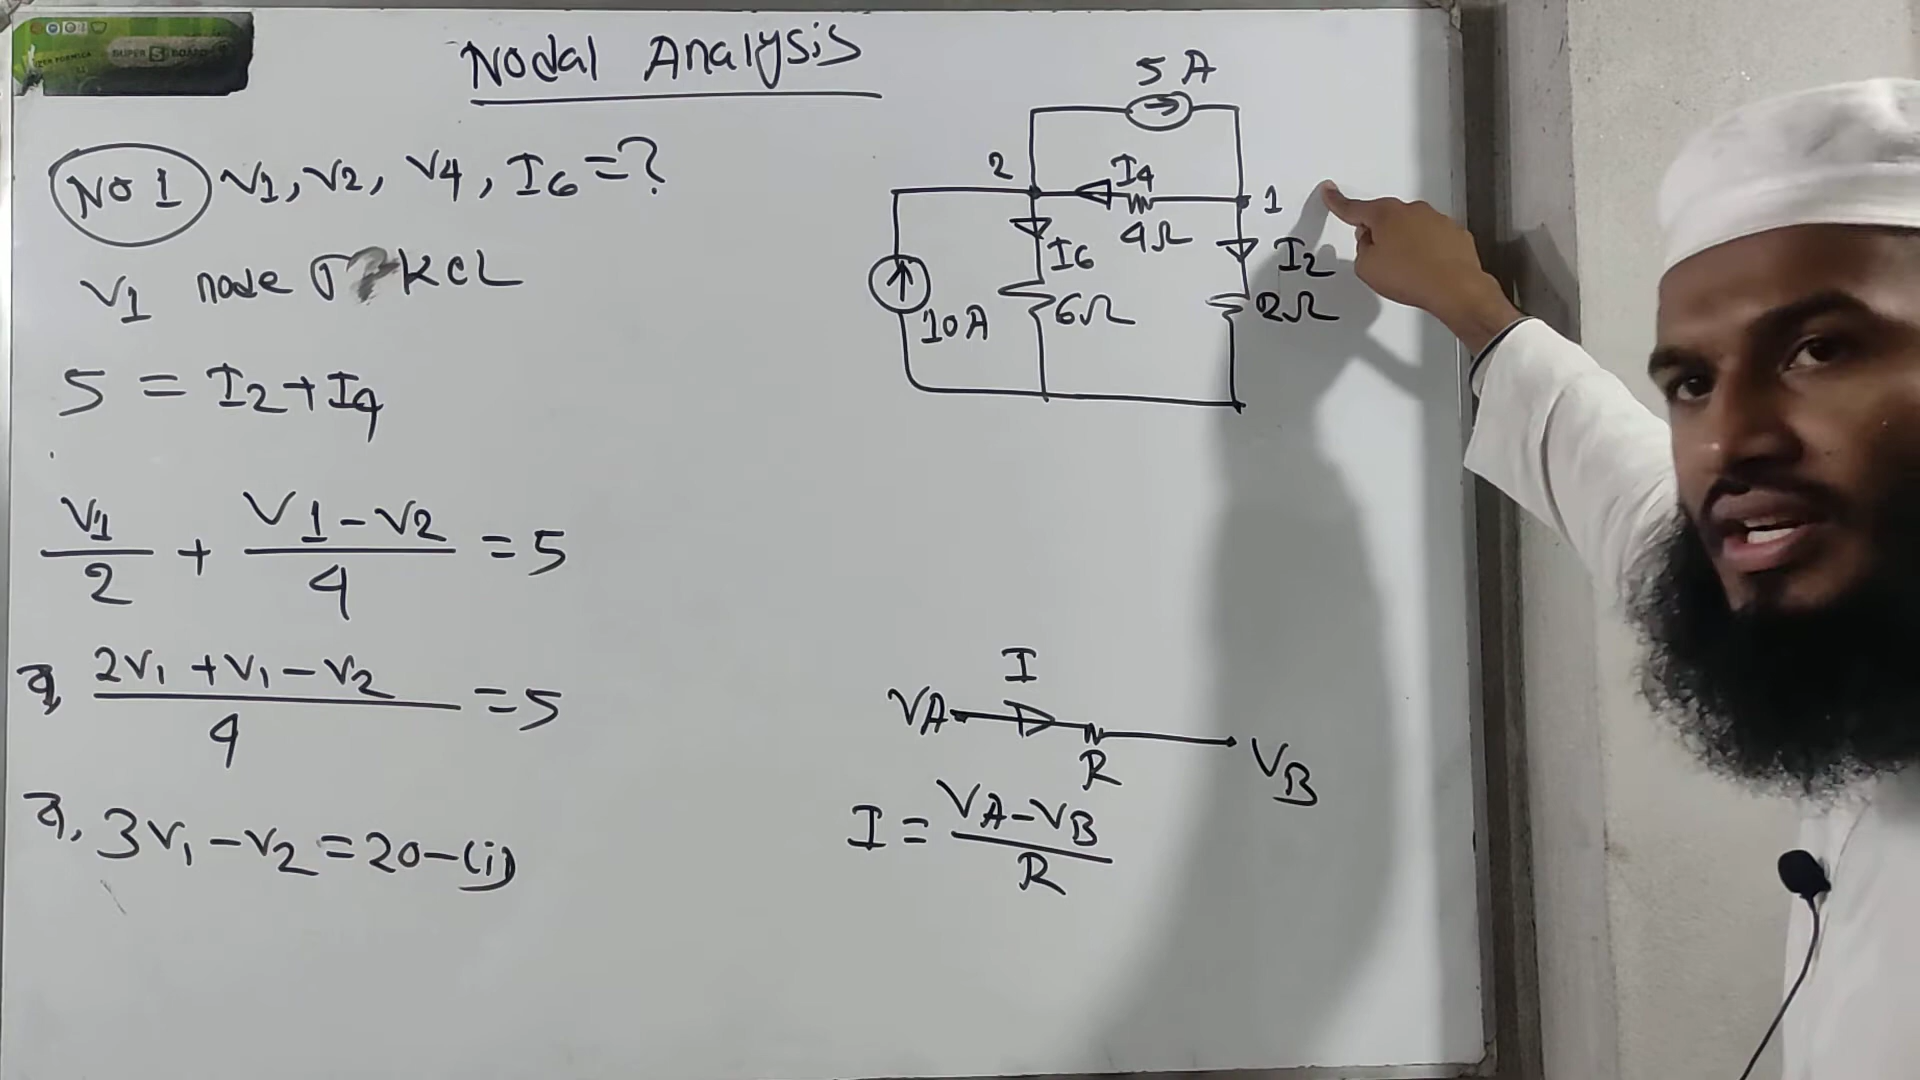 SUPER S BOARD
Nodal Analysis
NO 1 V1, V2, V4, I6 = ?
V1 node এ KCL
5 = I2 + I4
V1/2 + (V1 - V2)/4 = 5
বা, (2V1 + V1 - V2)/4 = 5
বা, 3V1 - V2 = 20 - (i)
5 A
2
I4
1
4Ω
I6
I2
10A
6Ω
2Ω
I
VA
VB
R
I = (VA - VB)/R